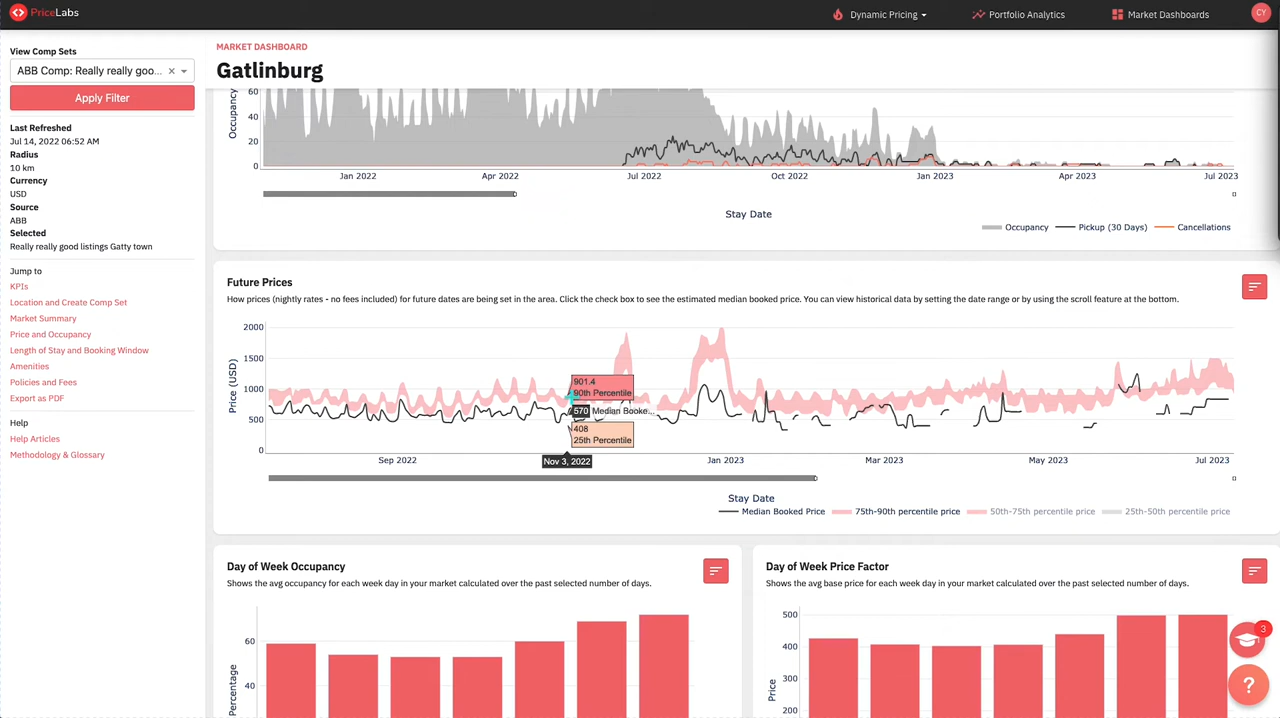 PriceLabs
Dynamic Pricing
Portfolio Analytics
Market Dashboards
CY
View Comp Sets
ABB Comp: Really really goo...
Apply Filter
Last Refreshed
Jul 14, 2022 06:52 AM
Radius
10 km
Currency
USD
Source
ABB
Selected
Really really good listings Gatty town
Jump to
KPIs
Location and Create Comp Set
Market Summary
Price and Occupancy
Length of Stay and Booking Window
Amenities
Policies and Fees
Export as PDF
Help
Help Articles
Methodology & Glossary
MARKET DASHBOARD
Gatlinburg
Occupancy
60
40
20
0
Jan 2022
Apr 2022
Jul 2022
Oct 2022
Jan 2023
Apr 2023
Jul 2023
Stay Date
Occupancy
Pickup (30 Days)
Cancellations
Future Prices
How prices (nightly rates - no fees included) for future dates are being set in the area. Click the check box to see the estimated median booked price. You can view historical data by setting the date range or by using the scroll feature at the bottom.
Price (USD)
2000
1500
1000
500
0
901.4
90th Percentile
570 Median Booke...
408
25th Percentile
Nov 3, 2022
Sep 2022
Jan 2023
Mar 2023
May 2023
Jul 2023
Stay Date
Median Booked Price
75th-90th percentile price
50th-75th percentile price
25th-50th percentile price
Day of Week Occupancy
Shows the avg occupancy for each week day in your market calculated over the past selected number of days.
Percentage
60
40
Day of Week Price Factor
Shows the avg base price for each week day in your market calculated over the past selected number of days.
Price
500
400
300
200
3
?